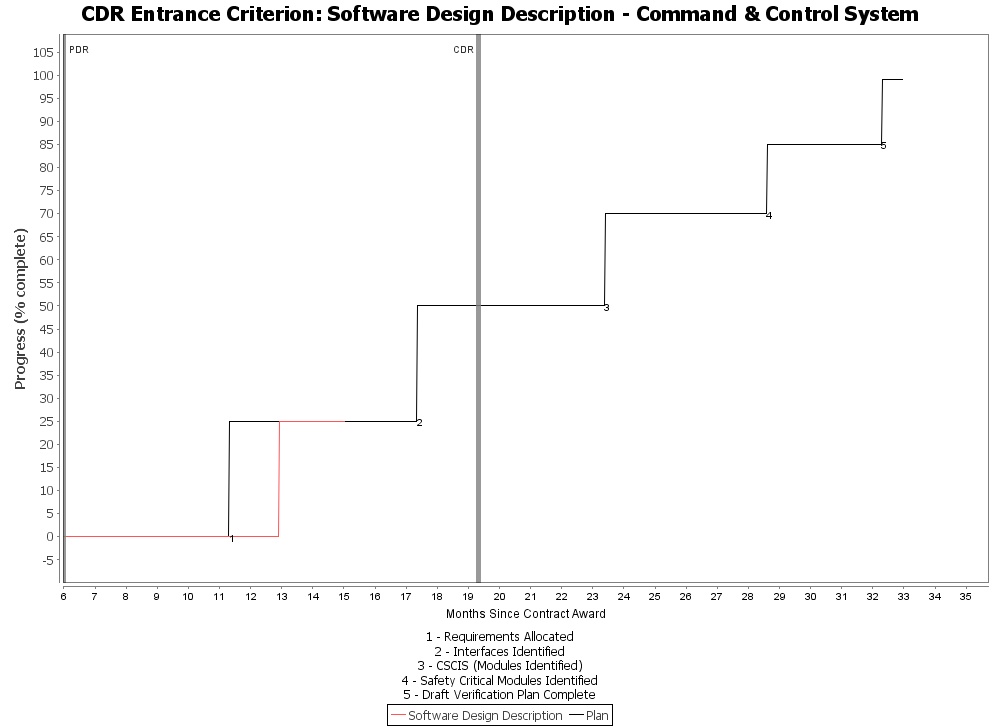 CDR Entrance Criterion: Software Design Description - Command & Control System
PDR
CDR
105
100
95
90
85
80
75
70
65
60
55
50
45
40
35
30
25
20
15
10
5
0
-5
Progress (% complete)
1
2
3
4
5
6 7 8 9 10 11 12 13 14 15 16 17 18 19 20 21 22 23 24 25 26 27 28 29 30 31 32 33 34 35
Months Since Contract Award
1 - Requirements Allocated
2 - Interfaces Identified
3 - CSCIS (Modules Identified)
4 - Safety Critical Modules Identified
5 - Draft Verification Plan Complete
Software Design Description Plan